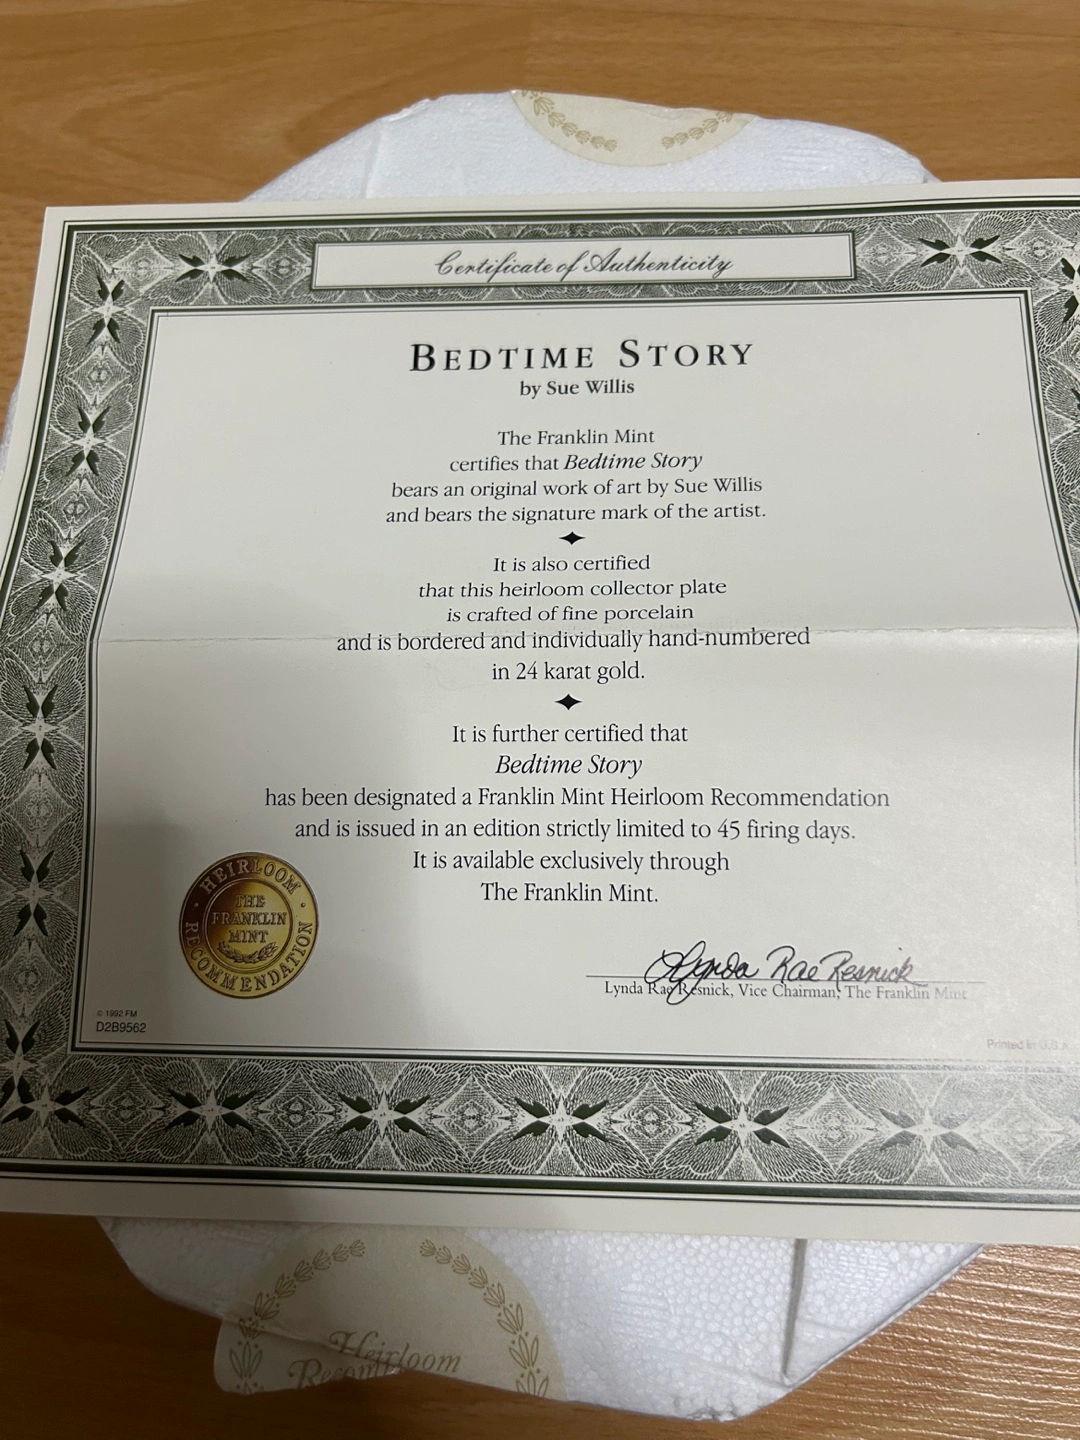 Certificate of Authenticity
BEDTIME STORY
by Sue Willis
The Franklin Mint
certifies that Bedtime Story
bears an original work of art by Sue Willis
and bears the signature mark of the artist.
It is also certified
that this heirloom collector plate
is crafted of fine porcelain
and is bordered and individually hand-numbered
in 24 karat gold.
It is further certified that
Bedtime Story
has been designated a Franklin Mint Heirloom Recommendation
and is issued in an edition strictly limited to 45 firing days.
It is available exclusively through
The Franklin Mint.
HEIRLOOM
THE
FRANKLIN
MINT
RECOMMENDATION
Lynda Rae Resnick
Lynda Rae Resnick, Vice Chairman, The Franklin Mint
© 1992 FM
D2B9562
Printed in U.S.A.
Heirloom
Recom